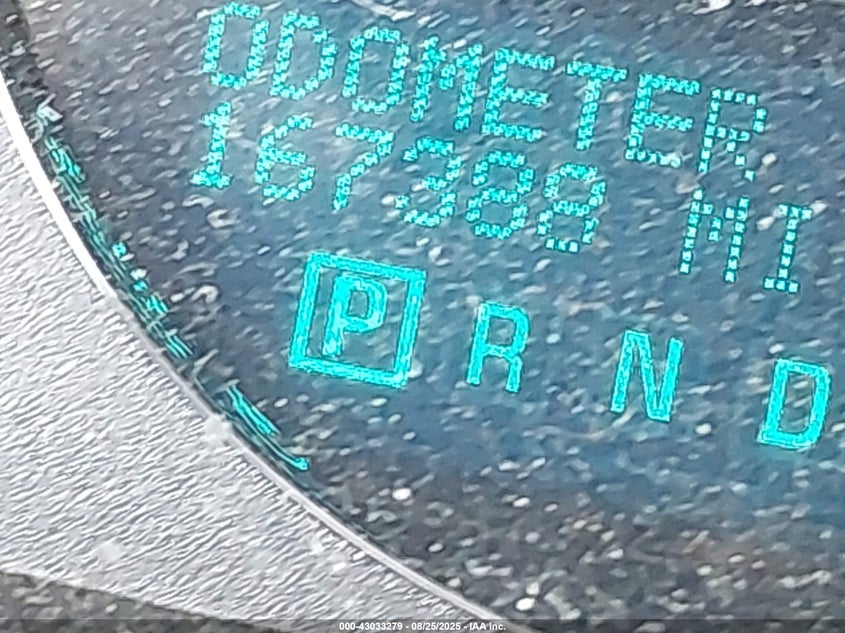 ODOMETER
167388 MI
P R N D
000-43033279 - 08/25/2025 - IAA Inc.